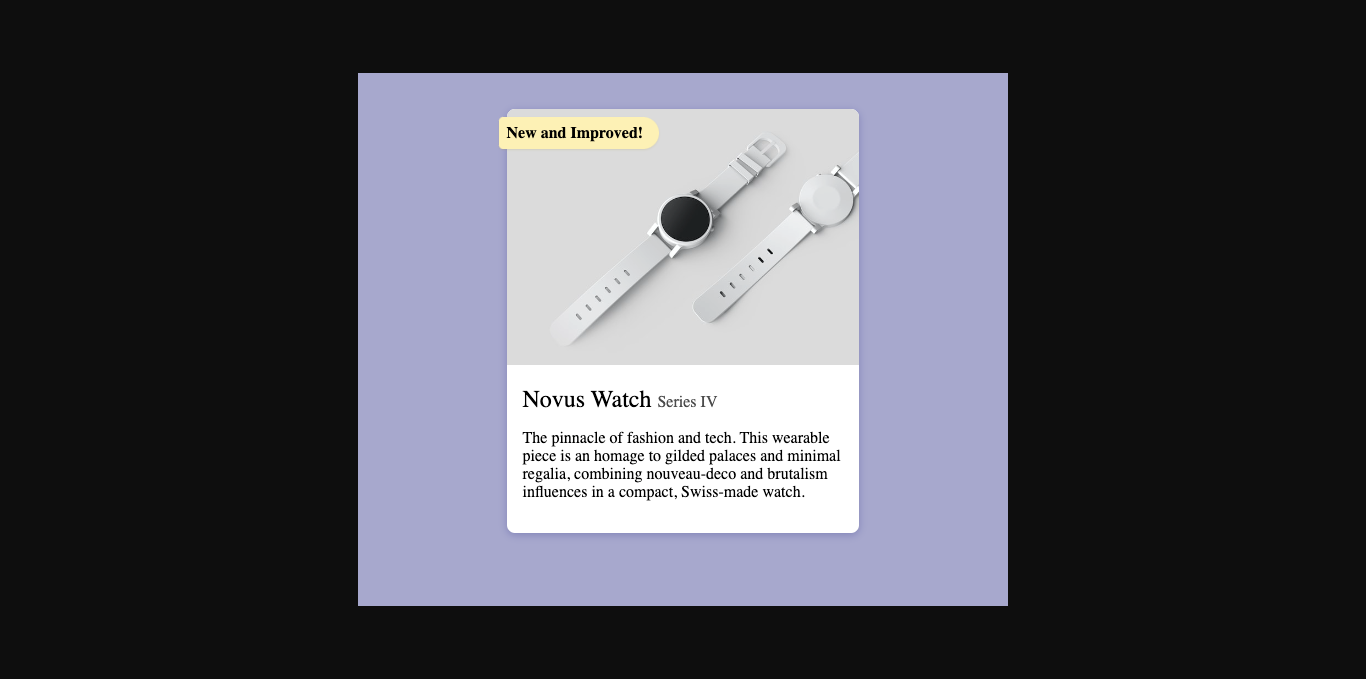 New and Improved!
Novus Watch Series IV
The pinnacle of fashion and tech. This wearable
piece is an homage to gilded palaces and minimal
regalia, combining nouveau-deco and brutalism
influences in a compact, Swiss-made watch.